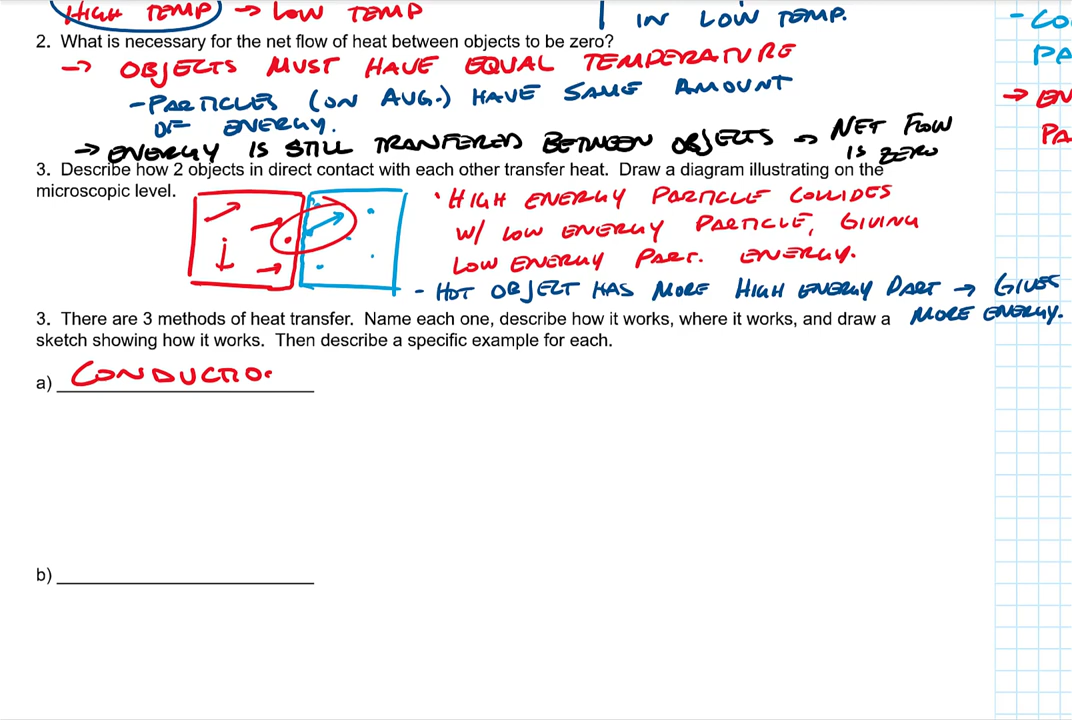 HIGH TEMP → LOW TEMP
IN LOW TEMP.
- CO
PA
→ EN
PA
2. What is necessary for the net flow of heat between objects to be zero?
→ OBJECTS MUST HAVE EQUAL TEMPERATURE
- PARTICLES (ON AVG.) HAVE SAME AMOUNT
OF ENERGY.
→ ENERGY IS STILL TRANSFERED BETWEEN OBJECTS → NET FLOW
IS ZERO
3. Describe how 2 objects in direct contact with each other transfer heat. Draw a diagram illustrating on the
microscopic level.
· HIGH ENERGY PARTICLE COLLIDES
W/ LOW ENERGY PARTICLE, GIVING
LOW ENERGY PART. ENERGY.
- HOT OBJECT HAS MORE HIGH ENERGY PART → GIVES
MORE ENERGY.
3. There are 3 methods of heat transfer. Name each one, describe how it works, where it works, and draw a
sketch showing how it works. Then describe a specific example for each.
a) CONDUCTIO
b)